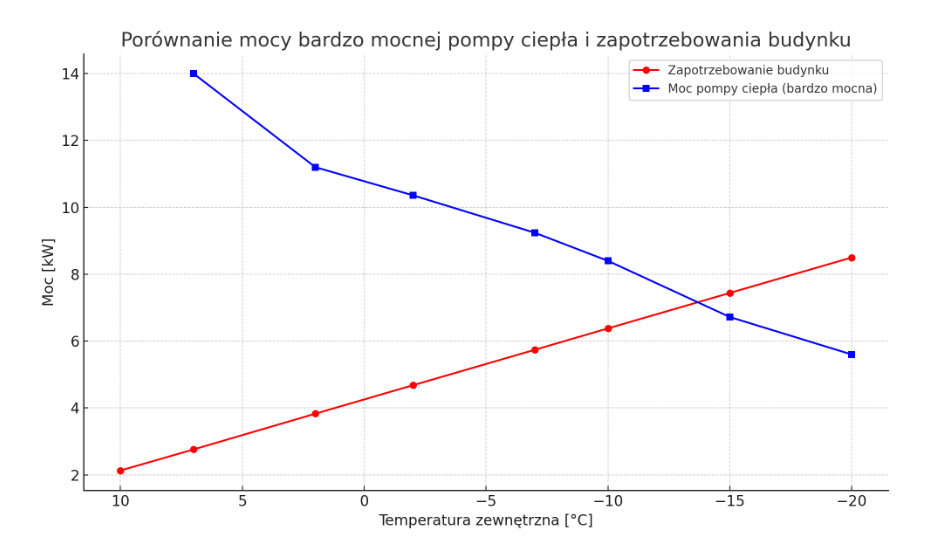 Porównanie mocy bardzo mocnej pompy ciepła i zapotrzebowania budynku
Zapotrzebowanie budynku
Moc pompy ciepła (bardzo mocna)
14
12
10
8
6
4
2
Moc [kW]
10 5 0 −5 −10 −15 −20
Temperatura zewnętrzna [°C]